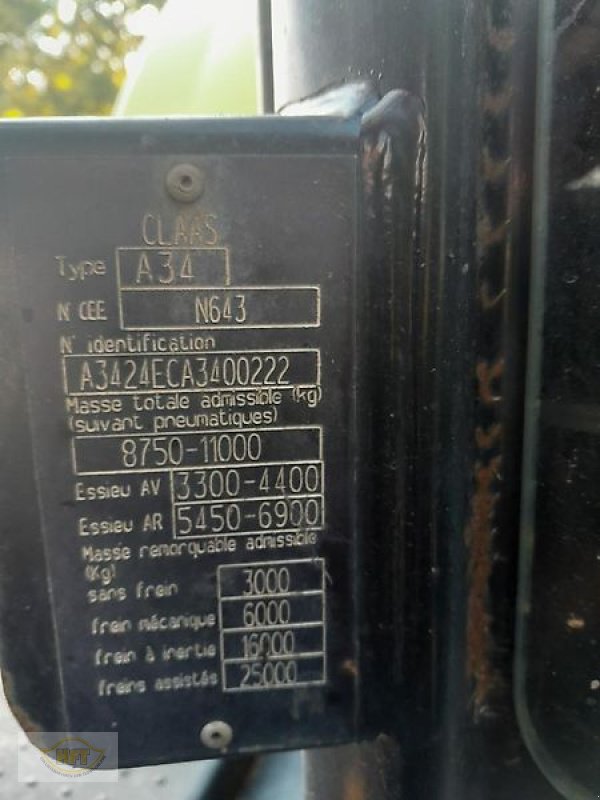 CLAAS
Type A34
N° CEE N643
N° identification
A3424ECA3400222
Masse totale admissible (kg)
(suivant pneumatiques)
8750-11000
Essieu AV 3300-4400
Essieu AR 5450-6900
Masse remorquable admissible
(Kg)
sans frein 3000
frein mécanique 6000
frein à inertie 16000
freins assistés 25000
HFT